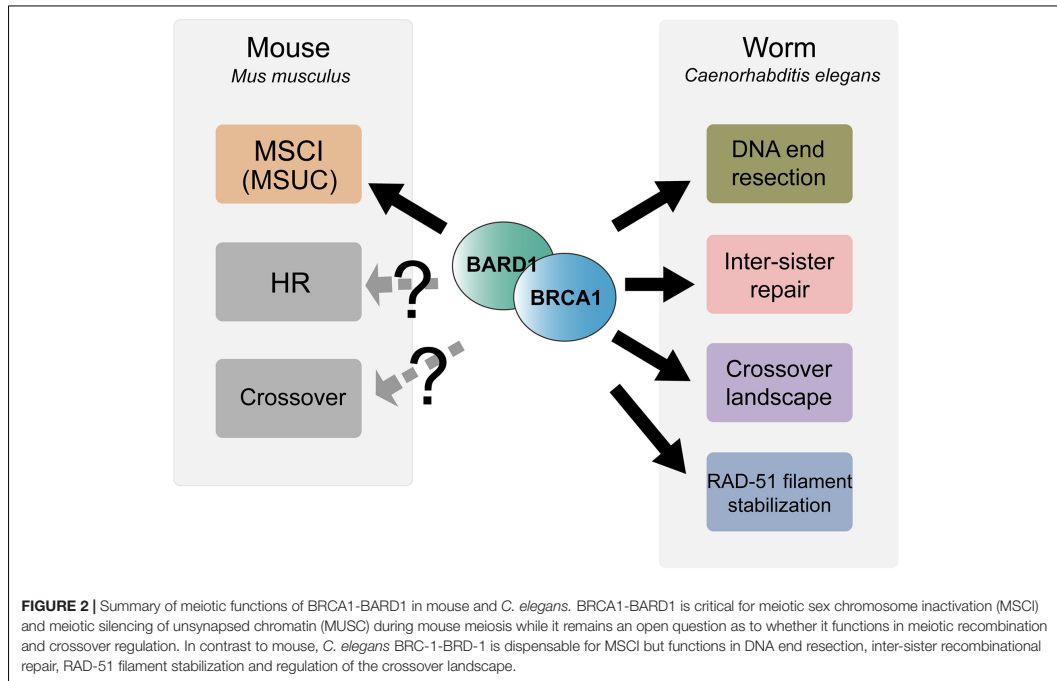 Mouse
Mus musculus
MSCI
(MSUC)
HR
?
Crossover
?
BARD1
BRCA1
Worm
Caenorhabditis elegans
DNA end
resection
Inter-sister
repair
Crossover
landscape
RAD-51 filament
stabilization
FIGURE 2 | Summary of meiotic functions of BRCA1-BARD1 in mouse and C. elegans. BRCA1-BARD1 is critical for meiotic sex chromosome inactivation (MSCI)
and meiotic silencing of unsynapsed chromatin (MUSC) during mouse meiosis while it remains an open question as to whether it functions in meiotic recombination
and crossover regulation. In contrast to mouse, C. elegans BRC-1-BRD-1 is dispensable for MSCI but functions in DNA end resection, inter-sister recombinational
repair, RAD-51 filament stabilization and regulation of the crossover landscape.